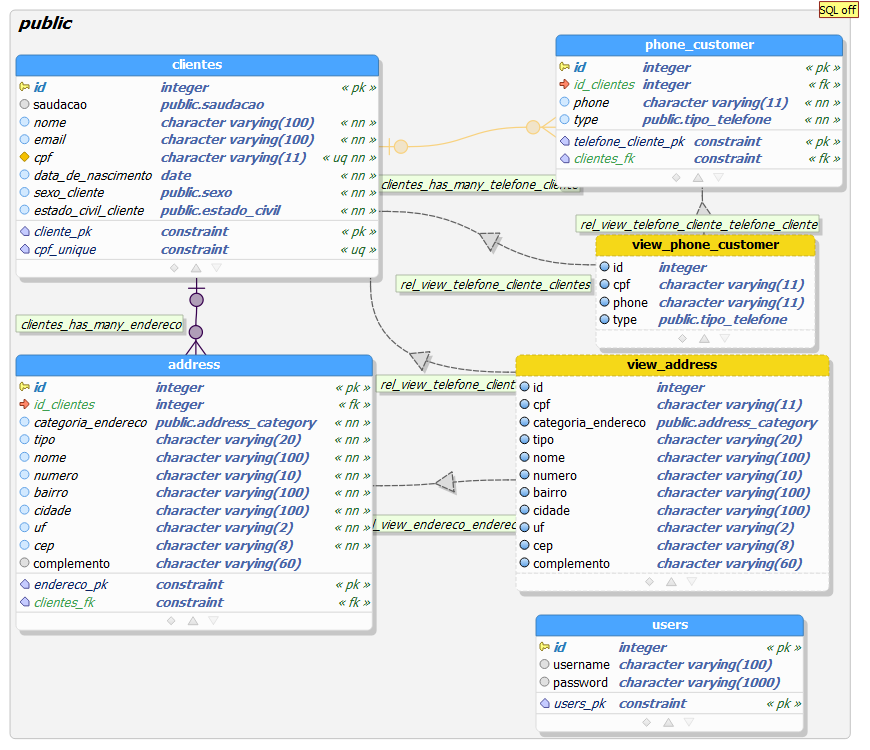 SQL off
public
clientes
id integer « pk »
saudacao public.saudacao
nome character varying(100) « nn »
email character varying(100) « nn »
cpf character varying(11) « uq nn »
data_de_nascimento date « nn »
sexo_cliente public.sexo « nn »
estado_civil_cliente public.estado_civil « nn »
cliente_pk constraint « pk »
cpf_unique constraint « uq »
phone_customer
id integer « pk »
id_clientes integer « fk »
phone character varying(11) « nn »
type public.tipo_telefone « nn »
telefone_cliente_pk constraint « pk »
clientes_fk constraint « fk »
clientes_has_many_telefone_cliente
rel_view_telefone_cliente_telefone_cliente
view_phone_customer
id integer
cpf character varying(11)
phone character varying(11)
type public.tipo_telefone
rel_view_telefone_cliente_clientes
clientes_has_many_endereco
address
id integer « pk »
id_clientes integer « fk »
categoria_endereco public.address_category « nn »
tipo character varying(20) « nn »
nome character varying(100) « nn »
numero character varying(10) « nn »
bairro character varying(100) « nn »
cidade character varying(100) « nn »
uf character varying(2) « nn »
cep character varying(8) « nn »
complemento character varying(60)
endereco_pk constraint « pk »
clientes_fk constraint « fk »
rel_view_telefone_client
l_view_endereco_enderec
view_address
id integer
cpf character varying(11)
categoria_endereco public.address_category
tipo character varying(20)
nome character varying(100)
numero character varying(10)
bairro character varying(100)
cidade character varying(100)
uf character varying(2)
cep character varying(8)
complemento character varying(60)
users
id integer « pk »
username character varying(100)
password character varying(1000)
users_pk constraint « pk »